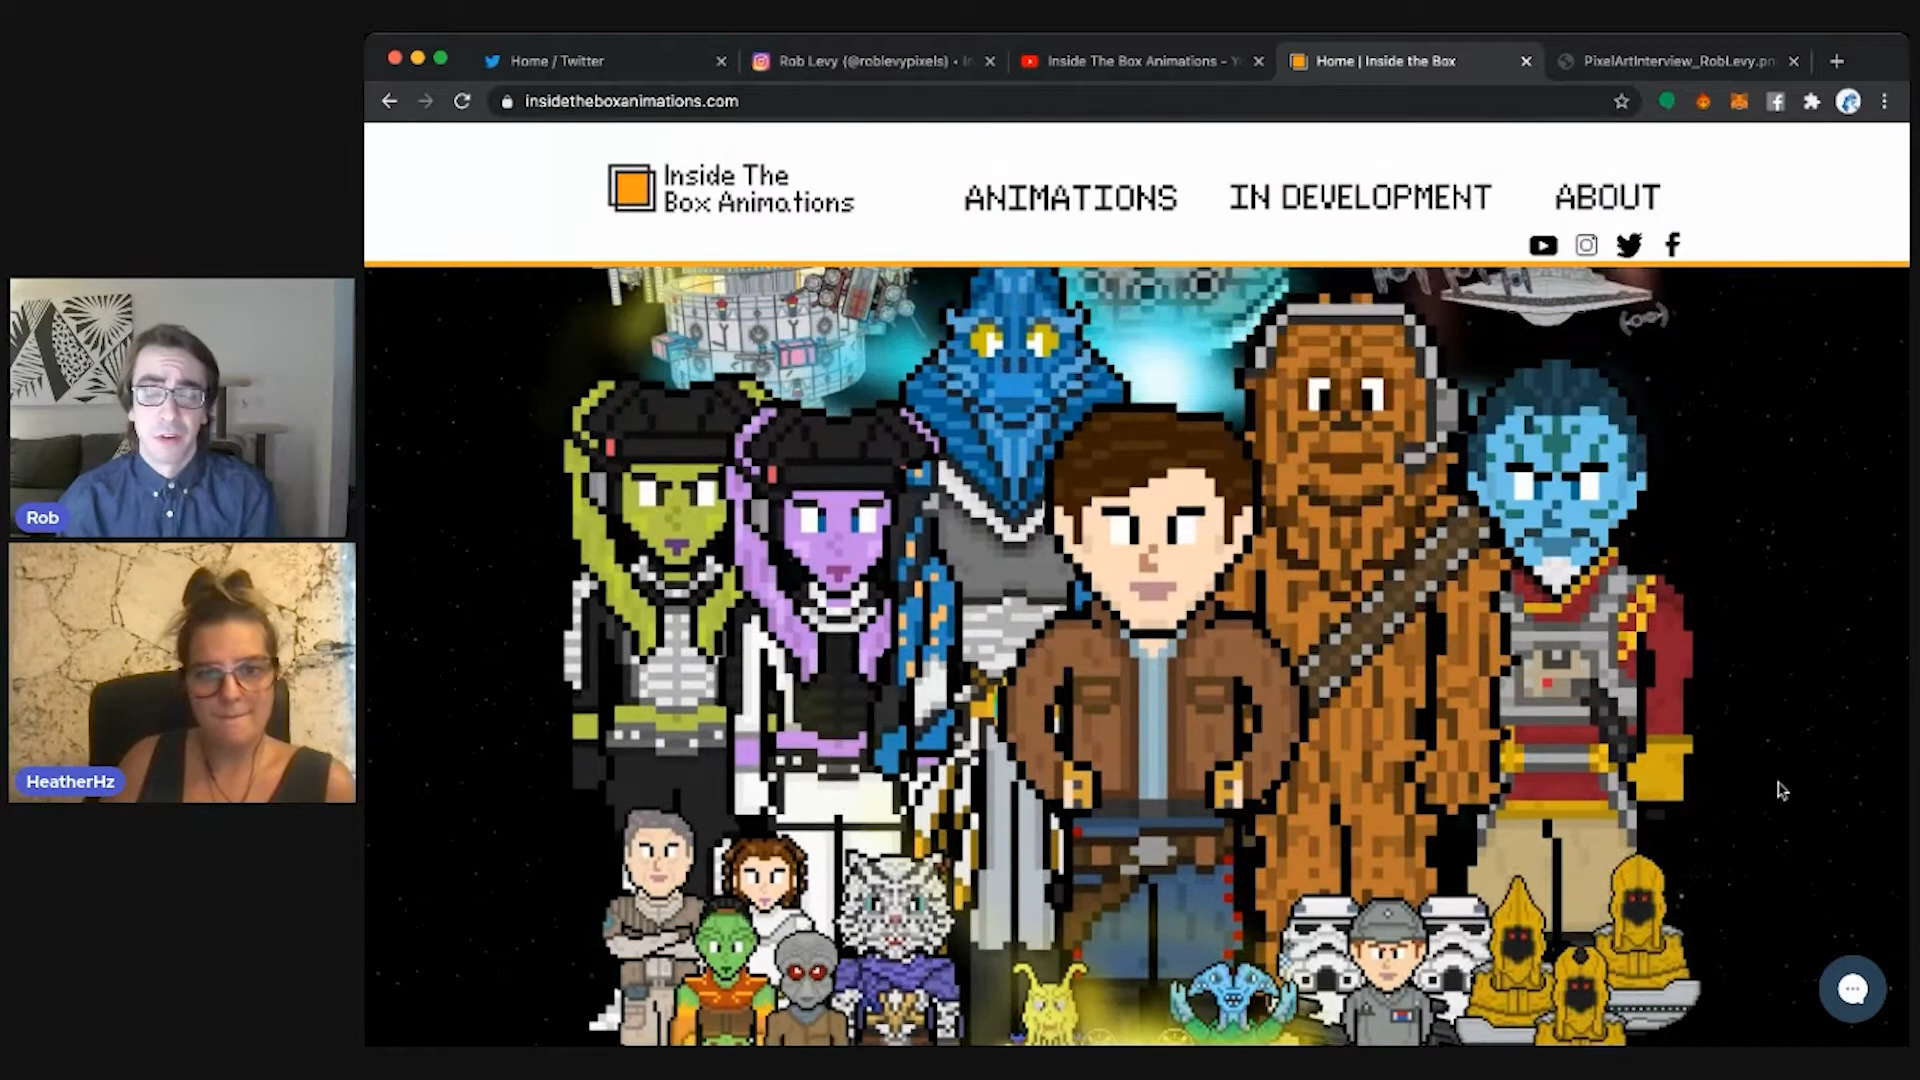 Home / Twitter
Rob Levy (@roblevypixels) • In
Inside The Box Animations - Y
Home | Inside the Box
PixelArtInterview_RobLevy.pn
insidetheboxanimations.com
Inside The
Box Animations
ANIMATIONS
IN DEVELOPMENT
ABOUT
Rob
HeatherHz